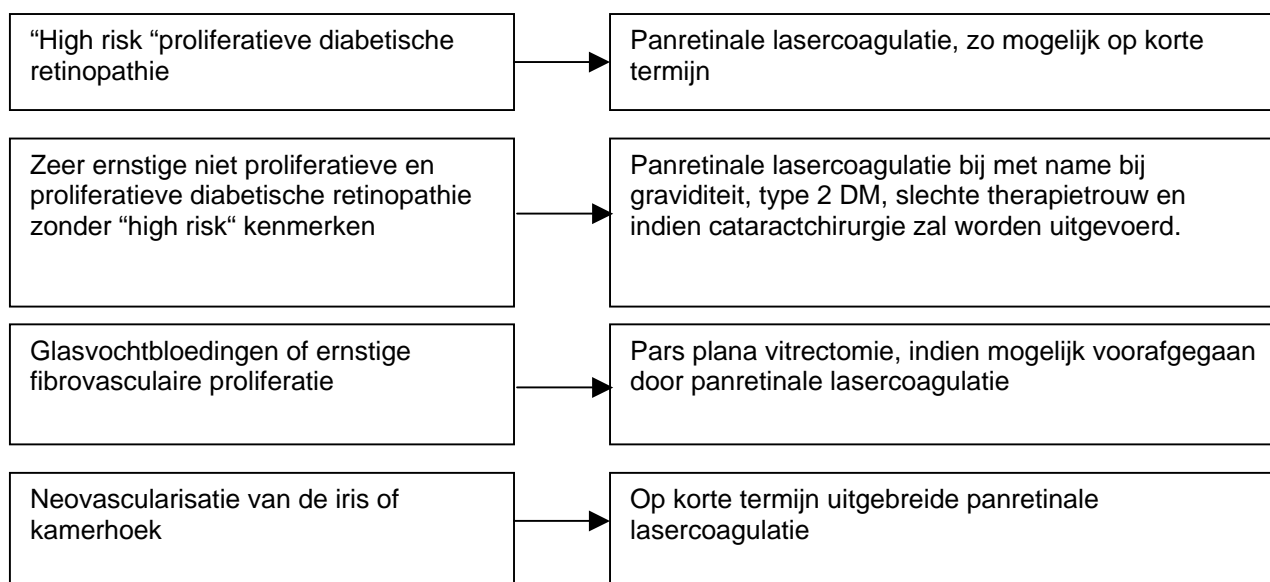 “High risk “proliferatieve diabetische
retinopathie
Panretinale lasercoagulatie, zo mogelijk op korte
termijn
Zeer ernstige niet proliferatieve en
proliferatieve diabetische retinopathie
zonder “high risk“ kenmerken
Panretinale lasercoagulatie bij met name bij
graviditeit, type 2 DM, slechte therapietrouw en
indien cataractchirurgie zal worden uitgevoerd.
Glasvochtbloedingen of ernstige
fibrovasculaire proliferatie
Pars plana vitrectomie, indien mogelijk voorafgegaan
door panretinale lasercoagulatie
Neovascularisatie van de iris of
kamerhoek
Op korte termijn uitgebreide panretinale
lasercoagulatie